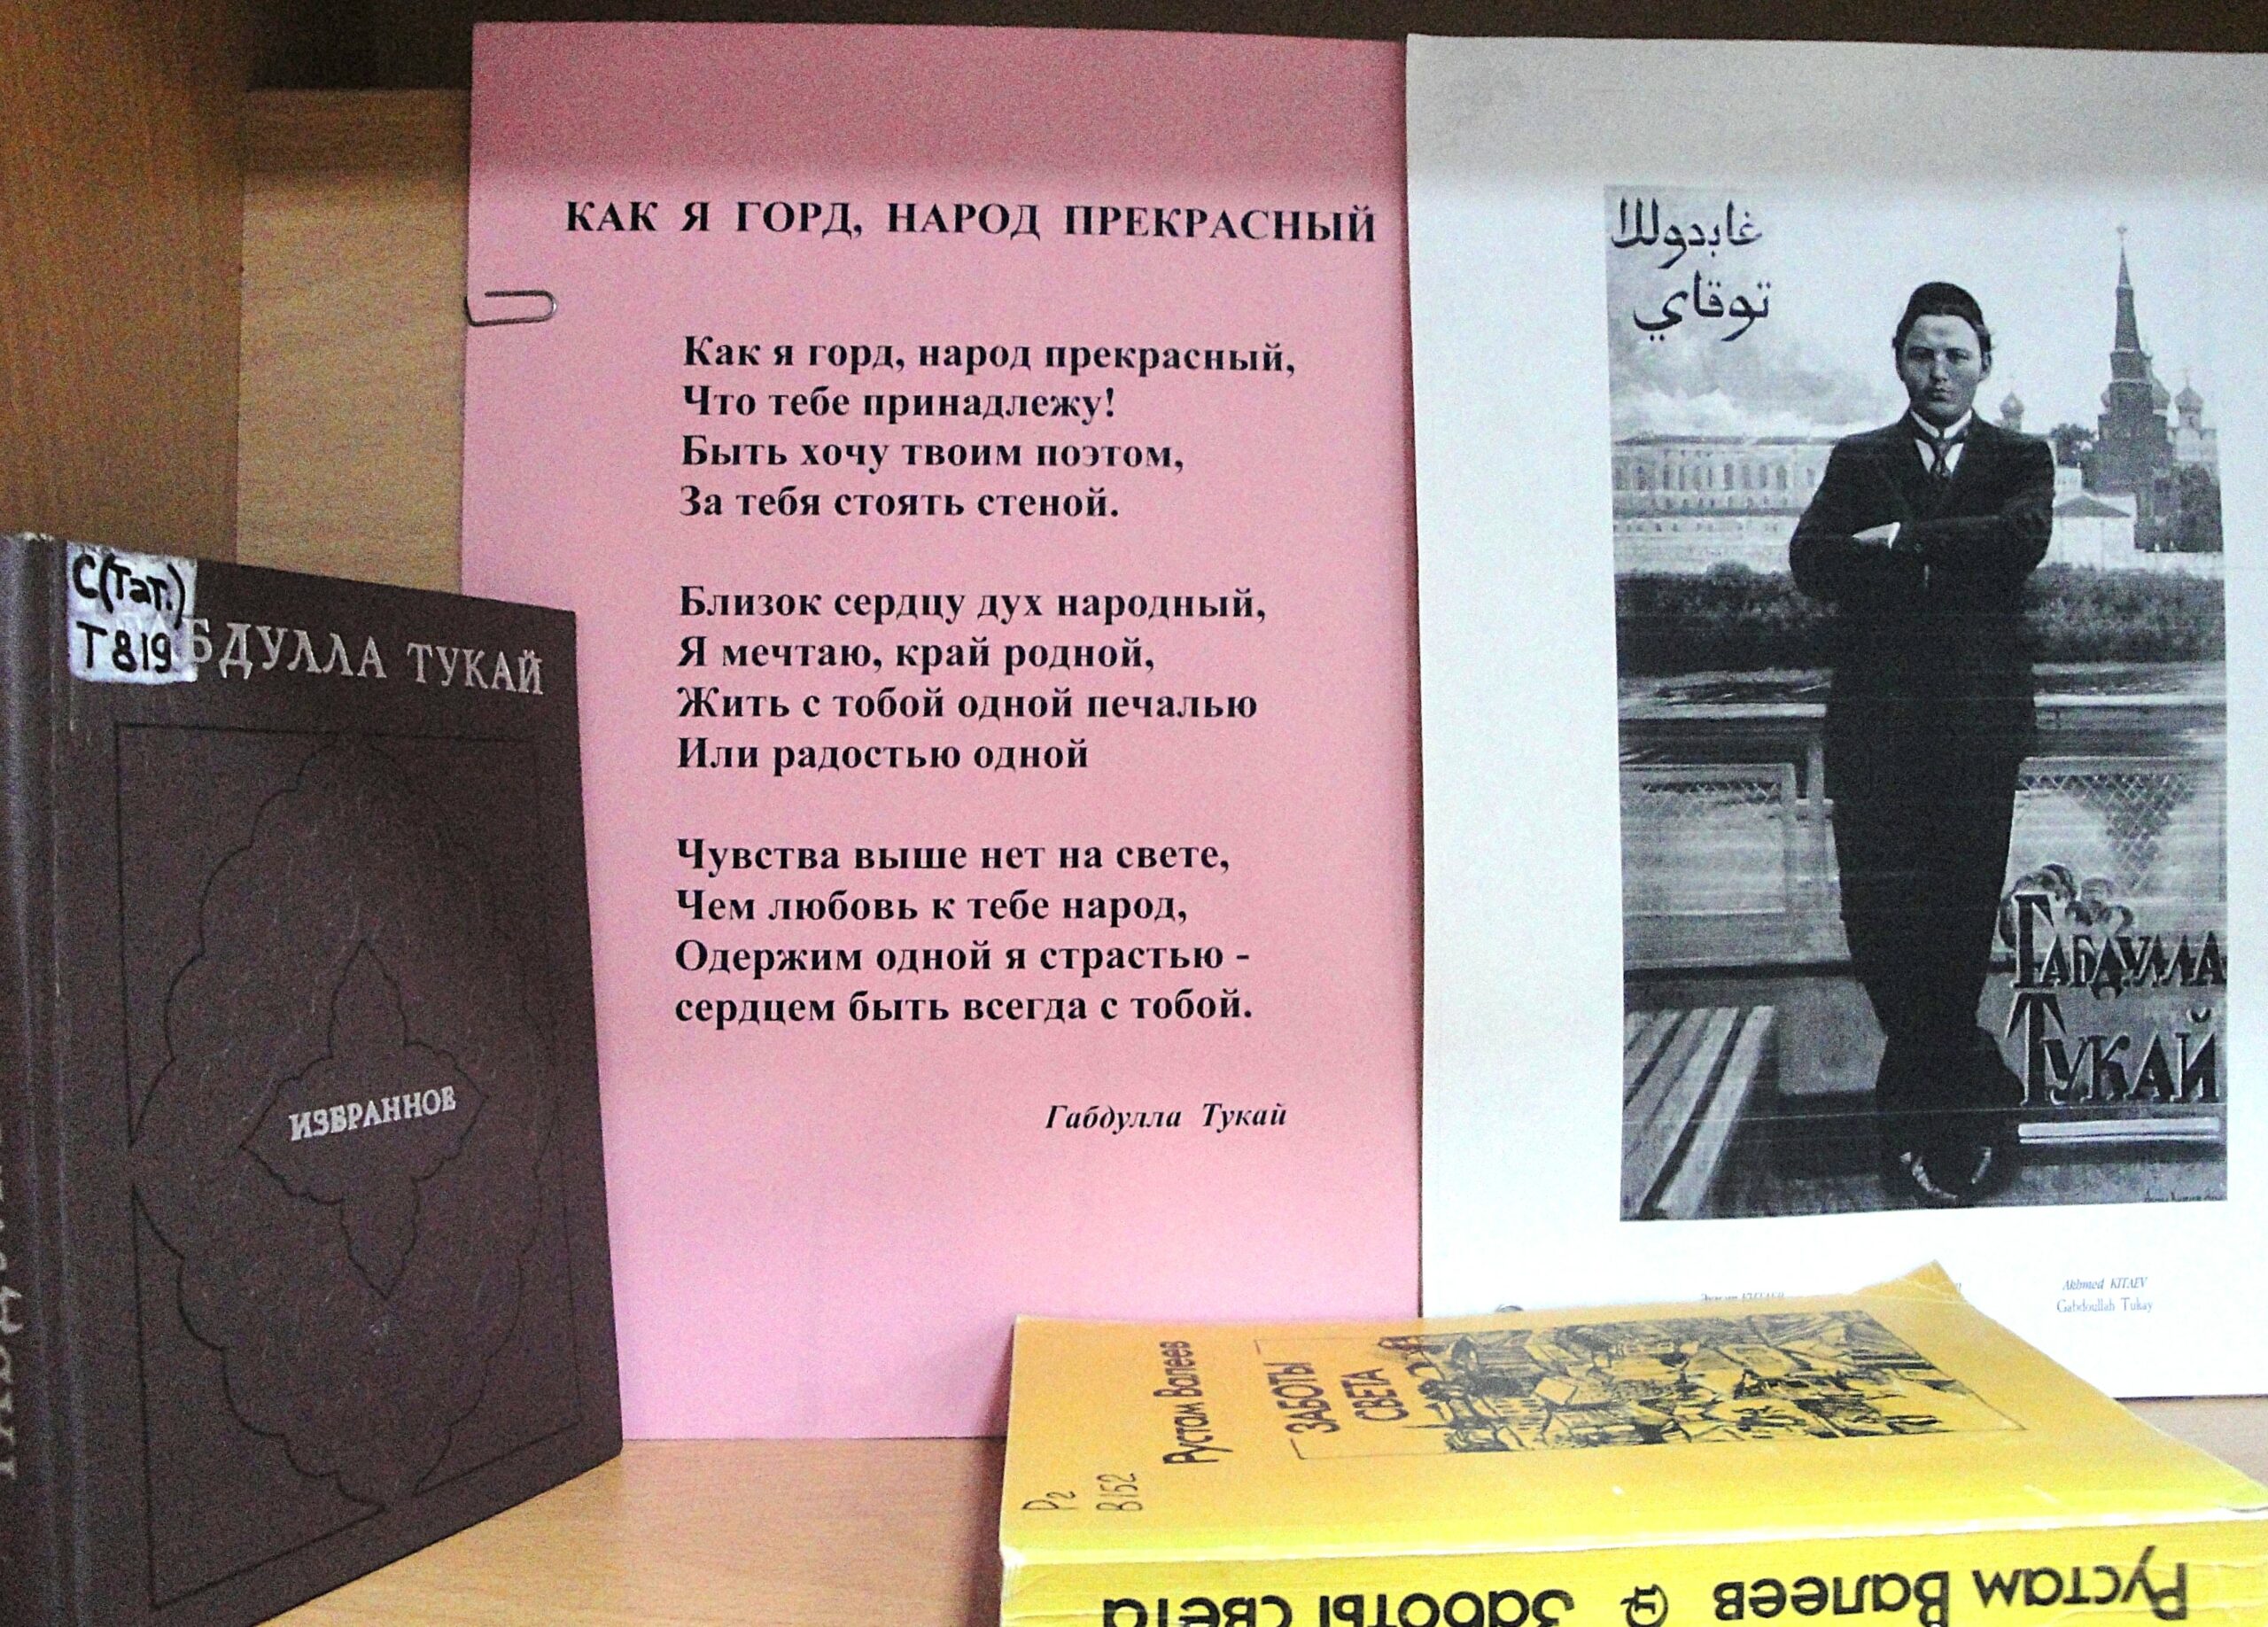 КАК Я ГОРД, НАРОД ПРЕКРАСНЫЙ
Как я горд, народ прекрасный,
Что тебе принадлежу!
Быть хочу твоим поэтом,
За тебя стоять стеной.
Близок сердцу дух народный,
Я мечтаю, край родной,
Жить с тобой одной печалью
Или радостью одной
Чувства выше нет на свете,
Чем любовь к тебе народ,
Одержим одной я страстью -
сердцем быть всегда с тобой.
Габдулла Тукай
С(Тат.)
Т819
БДУЛЛА ТУКАЙ
ИЗБРАННОЕ
غابدوللا
توقاي
ГАБДУЛЛА
ТУКАЙ
Akhmed KITAEV
Gabdoullah Tukay
Рустам Валеев
ЗАБОТЫ
СВЕТА
Р2
В152
Рустам Валеев Заботы света